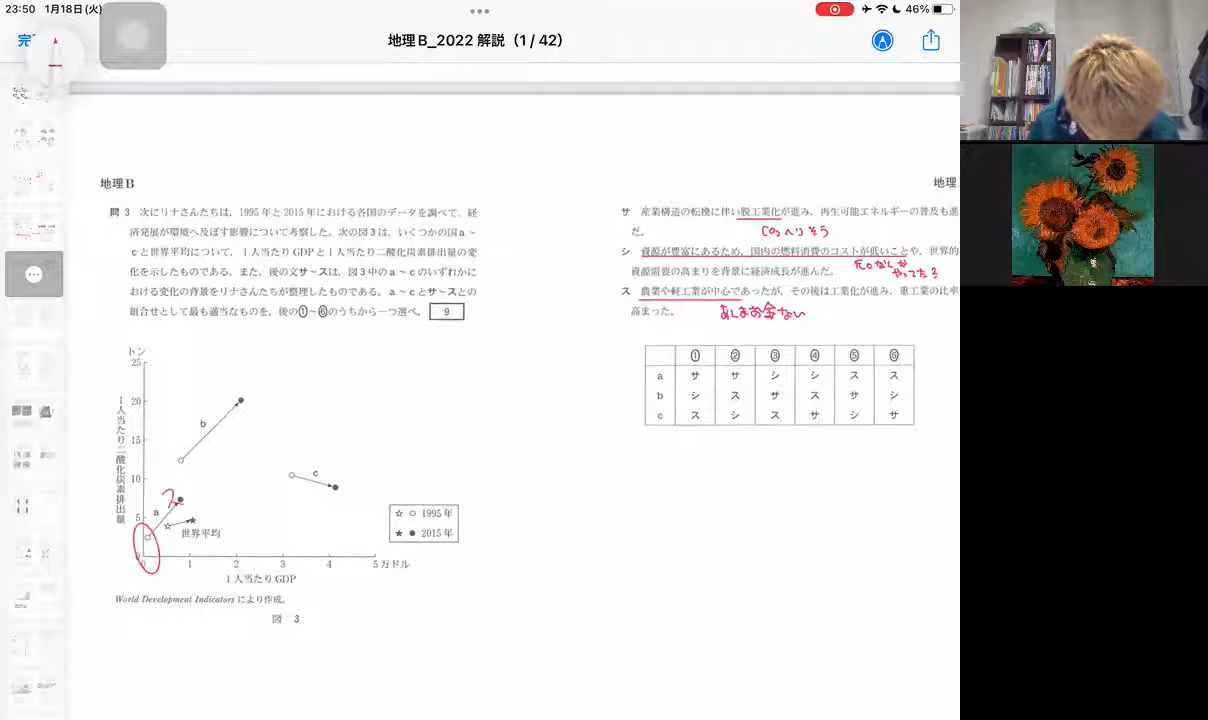 23:50 1月18日(火)
46%
地理B_2022 解説（1 / 42）
地理B
問 3 次にリナさんたちは，1995年と2015年における各国のデータを調べて，経
済発展が環境へ及ぼす影響について考察した。次の図3は，いくつかの国a～
cと世界平均について，1人当たりGDPと1人当たり二酸化炭素排出量の変
化を示したものである。また，後の文サ～スは，図3中のa～cのいずれかに
おける変化の背景をリナさんたちが整理したものである。a～cとサ～スとの
組合せとして最も適当なものを，後の①～⑥のうちから一つ選べ。 9
トン
25
20
15
10
5
0
1人当たり二酸化炭素排出量
a
b
c
世界平均
ス
☆ ○ 1995年
★ ● 2015年
0 1 2 3 4 5 万ドル
1人当たりGDP
World Development Indicators により作成。
図 3
地理
サ 産業構造の転換に伴い脱工業化が進み，再生可能エネルギーの普及も進
だ。
CO₂へりそう
シ 資源が豊富にあるため，国内の燃料消費のコストが低いことや，世界的
資源需要の高まりを背景に経済成長が進んだ。
ス 農業や軽工業が中心であったが，その後は工業化が進み，重工業の比率
高まった。
お金ない
① ② ③ ④ ⑤ ⑥
a サ サ シ シ ス ス
b シ ス サ ス サ シ
c ス シ ス サ シ サ